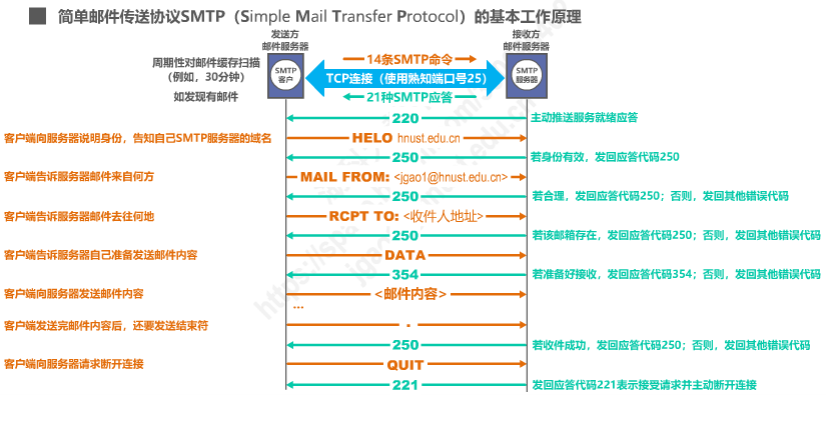 简单邮件传送协议SMTP（Simple Mail Transfer Protocol）的基本工作原理
发送方
邮件服务器
接收方
邮件服务器
周期性对邮件缓存扫描
（例如，30分钟）
如发现有邮件
SMTP
客户
14条SMTP命令
TCP连接（使用熟知端口号25）
21种SMTP应答
SMTP
服务器
220
主动推送服务就绪应答
客户端向服务器说明身份，告知自己SMTP服务器的域名
HELO hnust.edu.cn
250
若身份有效，发回应答代码250
客户端告诉服务器邮件来自何方
MAIL FROM: <jgao1@hnust.edu.cn>
250
若合理，发回应答代码250；否则，发回其他错误代码
客户端告诉服务器邮件去往何地
RCPT TO: <收件人地址>
250
若该邮箱存在，发回应答代码250；否则，发回其他错误代码
客户端告诉服务器自己准备发送邮件内容
DATA
354
若准备好接收，发回应答代码354；否则，发回其他错误代码
客户端向服务器发送邮件内容
<邮件内容>
...
客户端发送完邮件内容后，还要发送结束符
.
250
若收件成功，发回应答代码250；否则，发回其他错误代码
客户端向服务器请求断开连接
QUIT
221
发回应答代码221表示接受请求并主动断开连接